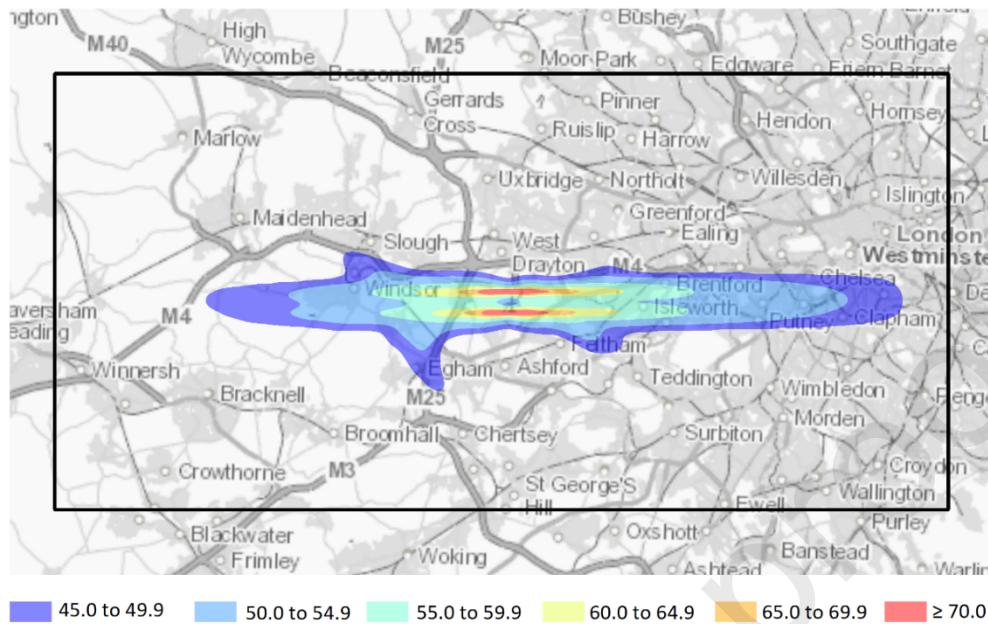 Bushey
High
Wycombe
M40
M25
Southgate
Moor Park
Edgware
Friern Barnet
Beaconsfield
Gerrards
Cross
Pinner
Hornsey
Hendon
Marlow
Ruislip
Harrow
Uxbridge
Northolt
Willesden
Islington
Maidenhead
Greenford
Slough
West
Drayton
Ealing
London
Westminste
M4
Chelsea
Windsor
Brentford
M4
Isleworth
Putney
Clapham
Feltham
Egham
Ashford
Winnersh
Teddington
Wimbledon
Bracknell
M25
Morden
Broomhall
Chertsey
Surbiton
Crowthorne
M3
Croydon
St George'S
Hill
Wallington
Ewell
Blackwater
Oxshott
Purley
Frimley
Woking
Banstead
Ashtead
45.0 to 49.9
50.0 to 54.9
55.0 to 59.9
60.0 to 64.9
65.0 to 69.9
≥ 70.0